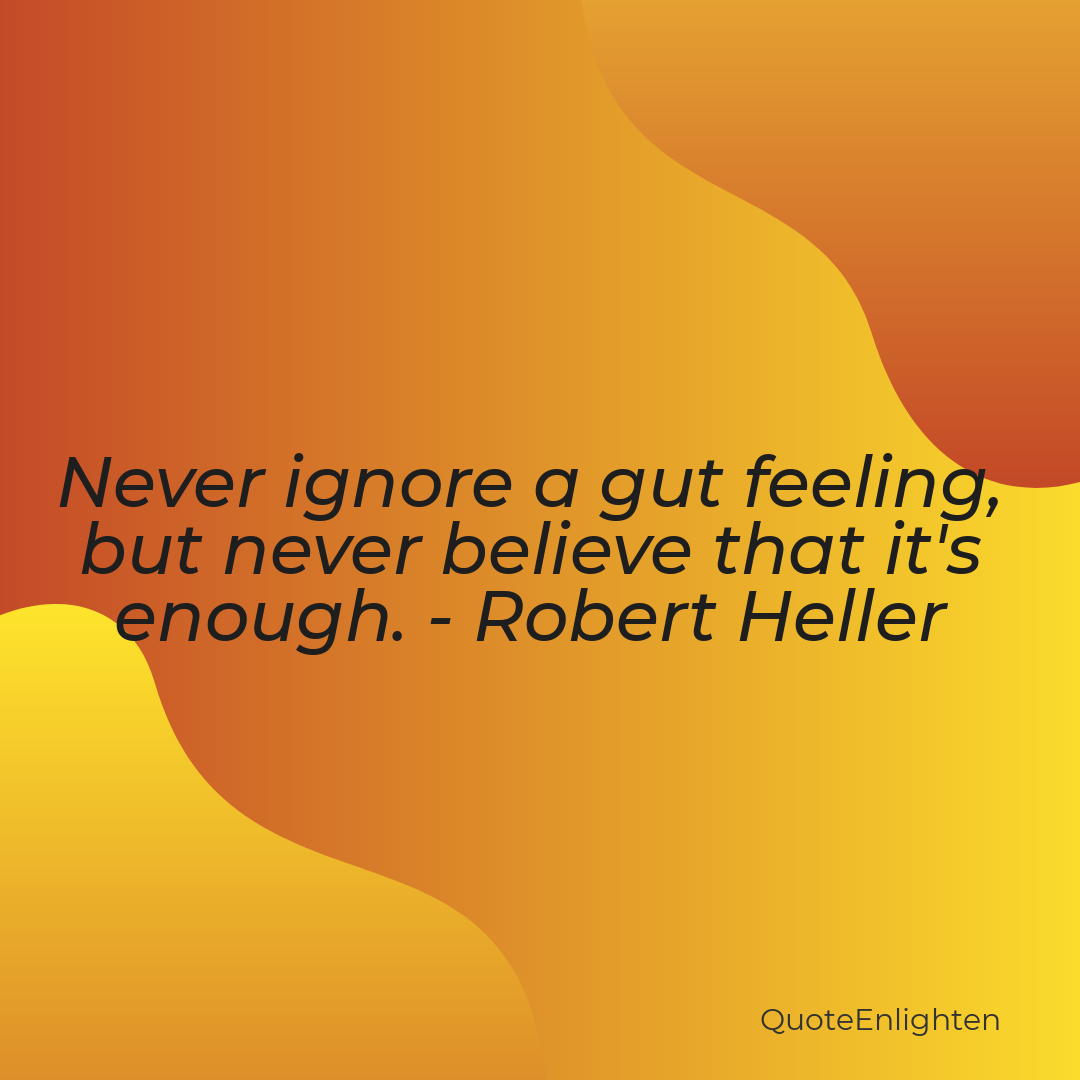 Never ignore a gut feeling,
but never believe that it's
enough. - Robert Heller
QuoteEnlighten